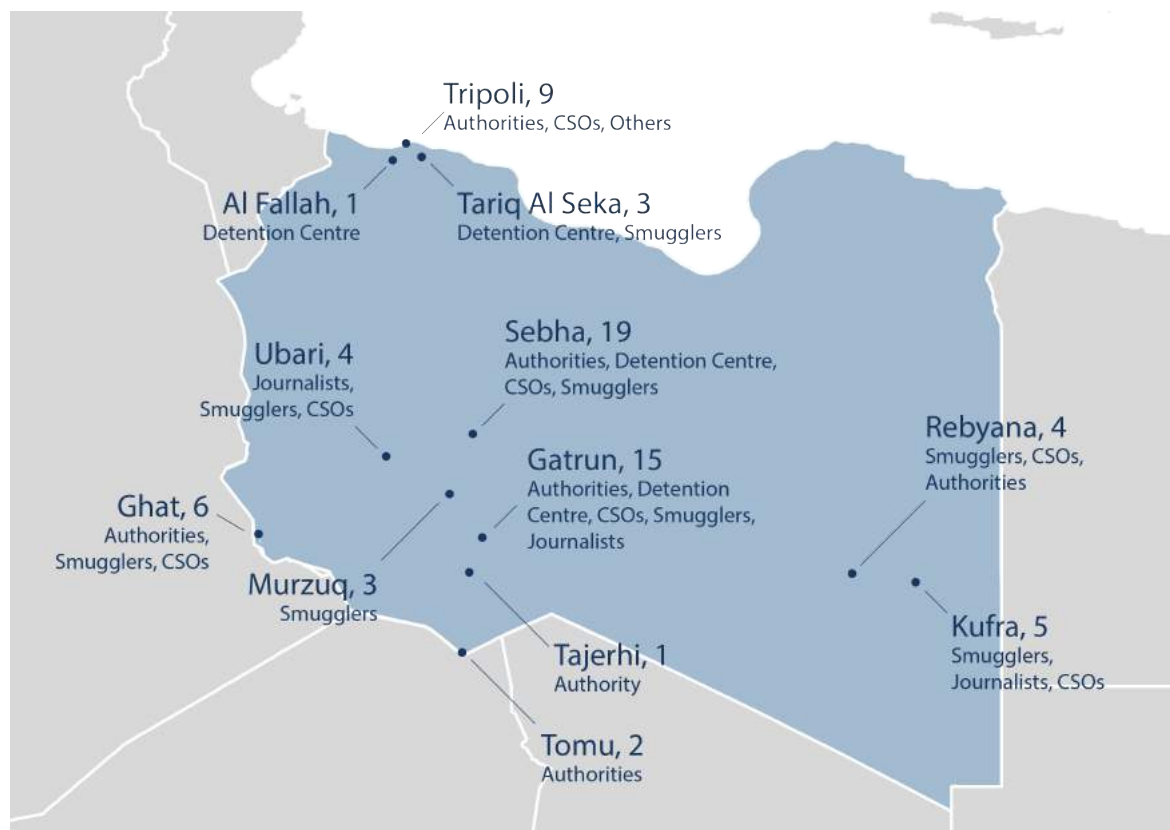 Tripoli, 9
Authorities, CSOs, Others
Al Fallah, 1
Detention Centre
Tariq Al Seka, 3
Detention Centre, Smugglers
Sebha, 19
Authorities, Detention Centre,
CSOs, Smugglers
Ubari, 4
Journalists,
Smugglers, CSOs
Rebyana, 4
Smugglers, CSOs,
Authorities
Gatrun, 15
Authorities, Detention
Centre, CSOs, Smugglers,
Journalists
Ghat, 6
Authorities,
Smugglers, CSOs
Murzuq, 3
Smugglers
Kufra, 5
Smugglers,
Journalists, CSOs
Tajerhi, 1
Authority
Tomu, 2
Authorities